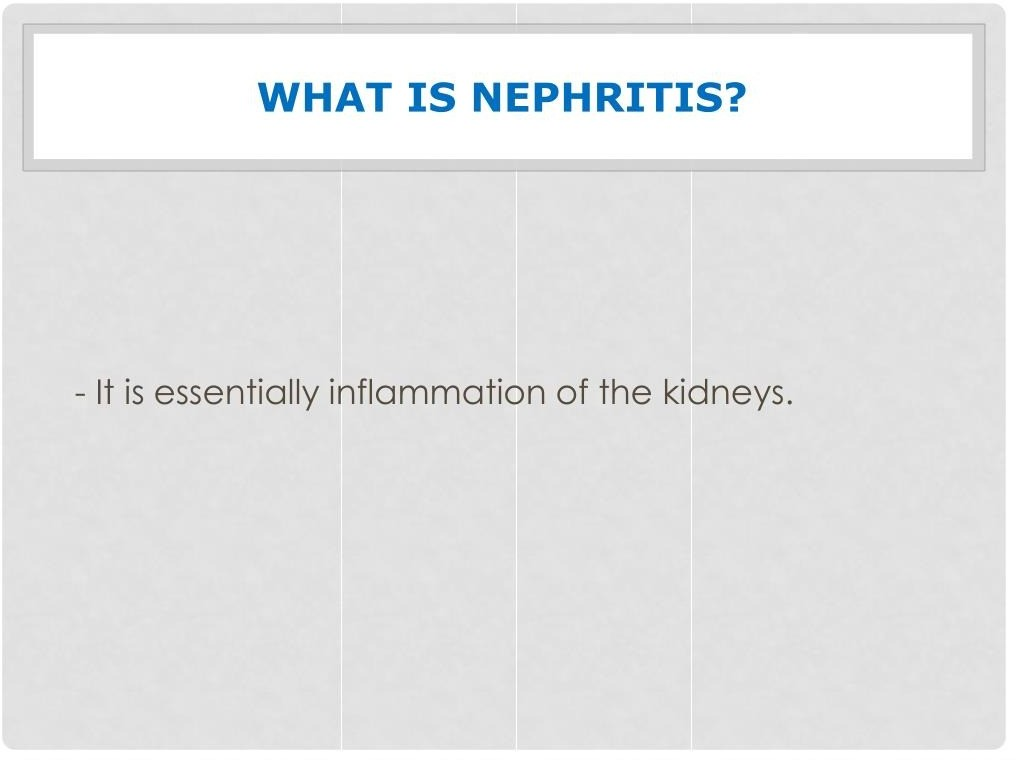 WHAT IS NEPHRITIS?
- It is essentially inflammation of the kidneys.